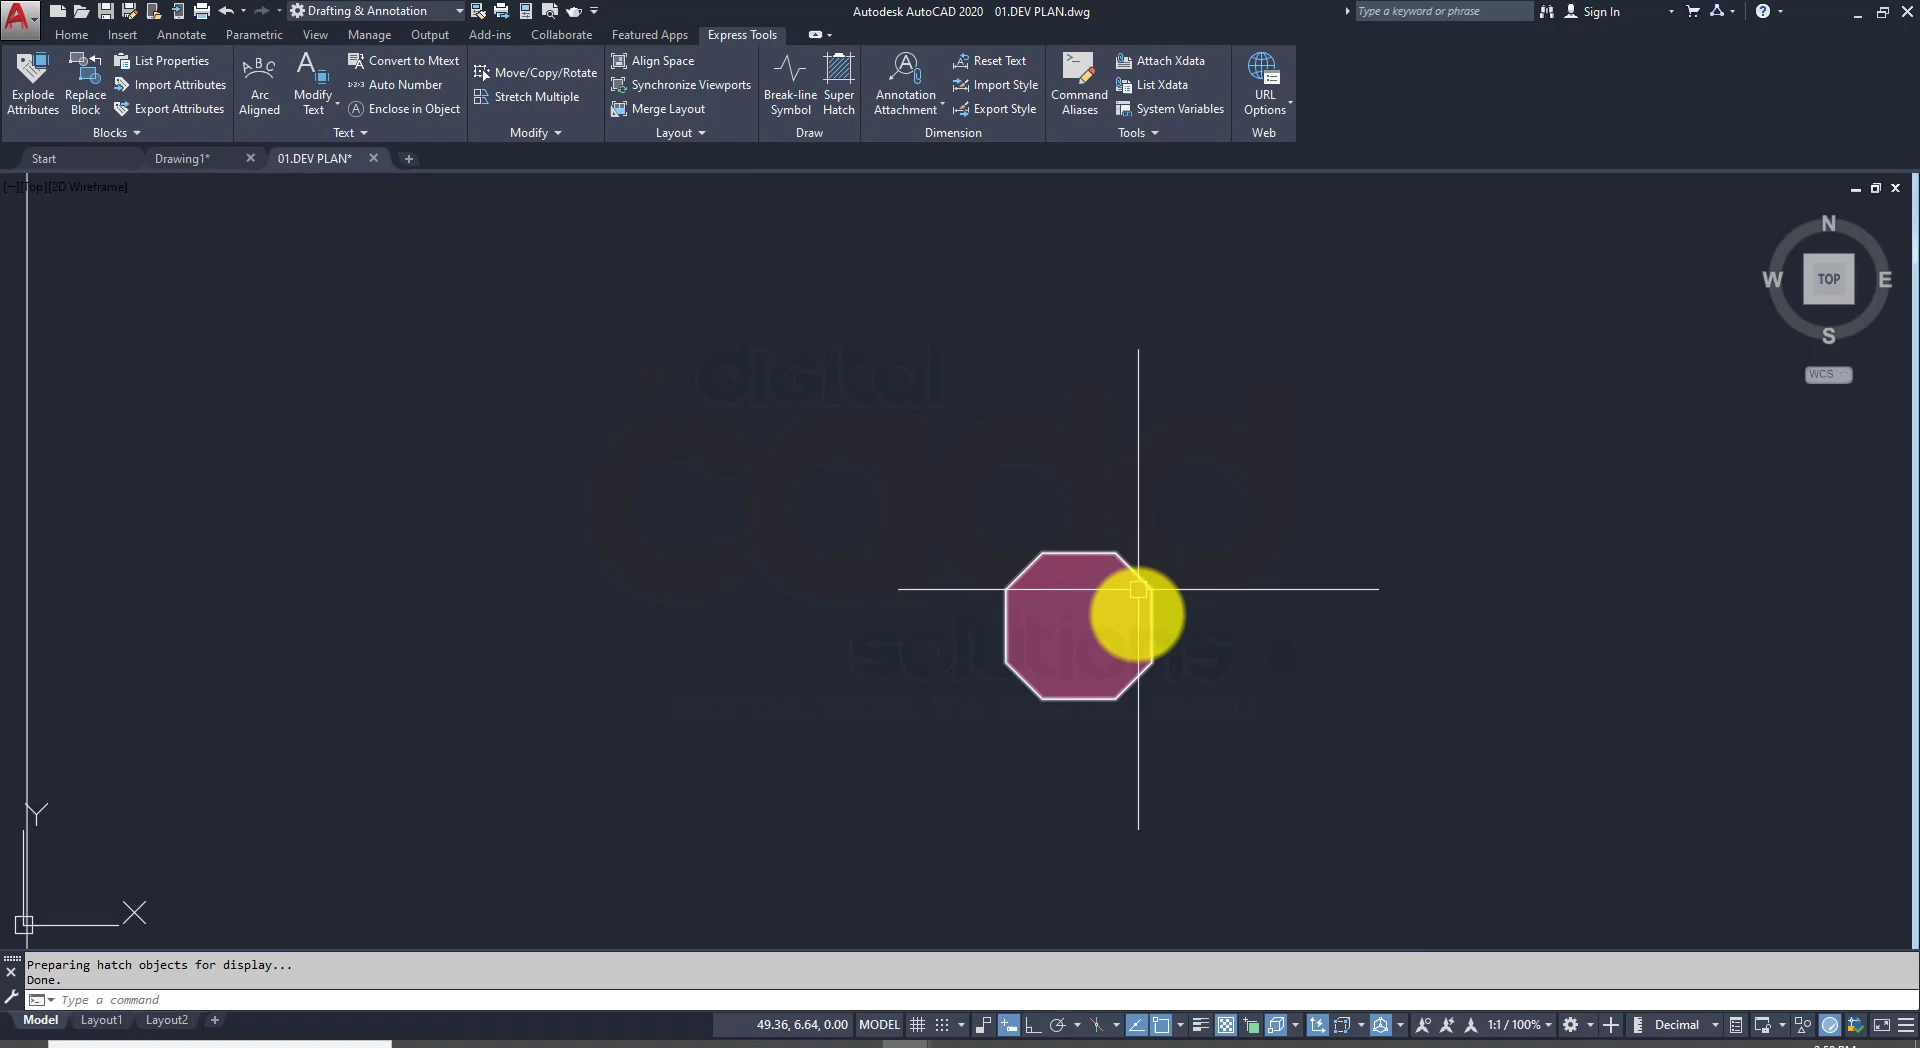 Drafting & Annotation
Autodesk AutoCAD 2020 01.DEV PLAN.dwg
Type a keyword or phrase
Sign In
Home Insert Annotate Parametric View Manage Output Add-ins Collaborate Featured Apps Express Tools
Explode Attributes
Replace Block
List Properties
Import Attributes
Export Attributes
Blocks
ABC
Arc Aligned
Modify Text
Convert to Mtext
Auto Number
Enclose in Object
Text
Move/Copy/Rotate
Stretch Multiple
Modify
Align Space
Synchronize Viewports
Merge Layout
Layout
Break-line Symbol
Super Hatch
Draw
Annotation Attachment
Reset Text
Import Style
Export Style
Dimension
Command Aliases
Attach Xdata
List Xdata
System Variables
Tools
URL Options
Web
Start Drawing1* 01.DEV PLAN*
[−][Top][2D Wireframe]
N
W TOP E
S
WCS
digital
cadd
solutions
Y
X
Preparing hatch objects for display...
Done.
Type a command
Model Layout1 Layout2
49.36, 6.64, 0.00 MODEL 1:1 / 100% Decimal